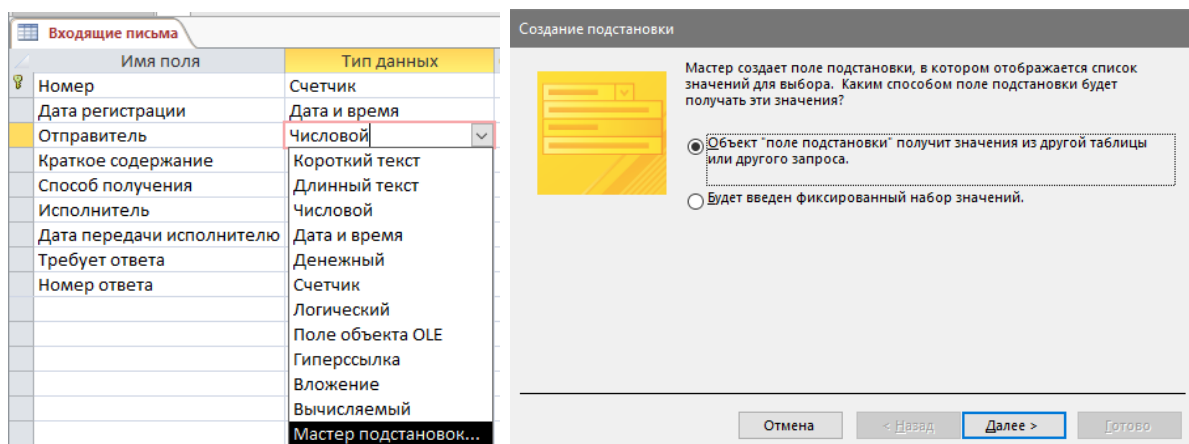 Входящие письма
Имя поля Тип данных
Номер Счетчик
Дата регистрации Дата и время
Отправитель Числовой
Краткое содержание Короткий текст
Способ получения Длинный текст
Исполнитель Числовой
Дата передачи исполнителю Дата и время
Требует ответа Денежный
Номер ответа Счетчик
Логический
Поле объекта OLE
Гиперссылка
Вложение
Вычисляемый
Мастер подстановок...
Создание подстановки
Мастер создает поле подстановки, в котором отображается список
значений для выбора. Каким способом поле подстановки будет
получать эти значения?
Объект "поле подстановки" получит значения из другой таблицы
или другого запроса.
Будет введен фиксированный набор значений.
Отмена < Назад Далее > Готово